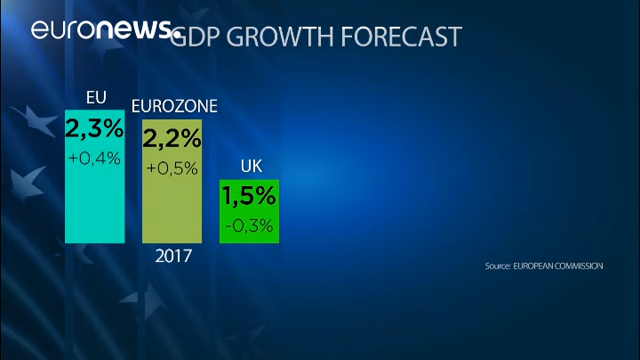 euronews.
GDP GROWTH FORECAST
EU
2,3%
+0,4%
EUROZONE
2,2%
+0,5%
UK
1,5%
-0,3%
2017
Source: EUROPEAN COMMISSION